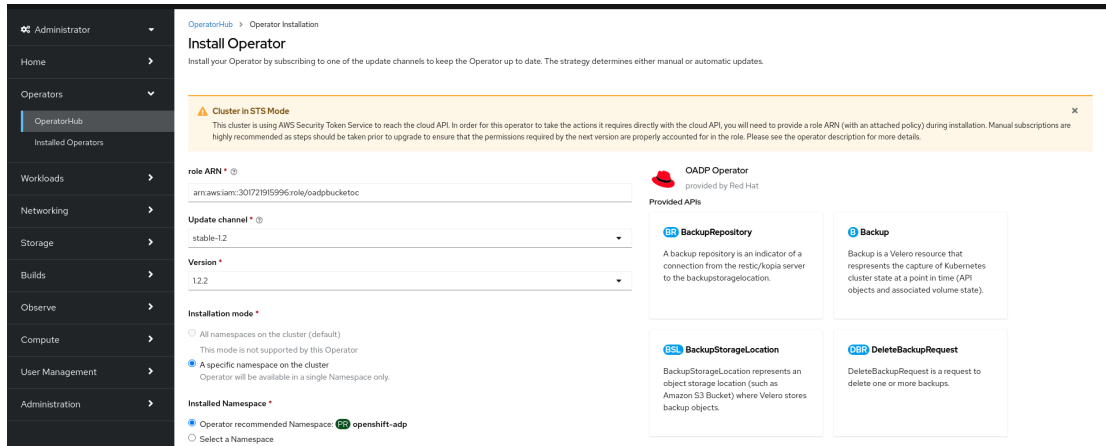 Administrator
Home
Operators
OperatorHub
Installed Operators
Workloads
Networking
Storage
Builds
Observe
Compute
User Management
Administration
OperatorHub > Operator Installation
Install Operator
Install your Operator by subscribing to one of the update channels to keep the Operator up to date. The strategy determines either manual or automatic updates.
Cluster in STS Mode
This cluster is using AWS Security Token Service to reach the cloud API. In order for this operator to take the actions it requires directly with the cloud API, you will need to provide a role ARN (with an attached policy) during installation. Manual subscriptions are
highly recommended as steps should be taken prior to upgrade to ensure that the permissions required by the next version are properly accounted for in the role. Please see the operator description for more details.
role ARN *
arn:aws:iam::301721915996:role/oadpbucketoc
Update channel *
stable-1.2
Version *
1.2.2
Installation mode *
All namespaces on the cluster (default)
This mode is not supported by this Operator
A specific namespace on the cluster
Operator will be available in a single Namespace only.
Installed Namespace *
Operator recommended Namespace: PR openshift-adp
Select a Namespace
OADP Operator
provided by Red Hat
Provided APIs
BR BackupRepository
A backup repository is an indicator of a
connection from the restic/kopia server
to the backupstoragelocation.
B Backup
Backup is a Velero resource that
respresents the capture of Kubernetes
cluster state at a point in time (API
objects and associated volume state).
BSL BackupStorageLocation
BackupStorageLocation represents an
object storage location (such as
Amazon S3 Bucket) where Velero stores
backup objects.
DBR DeleteBackupRequest
DeleteBackupRequest is a request to
delete one or more backups.